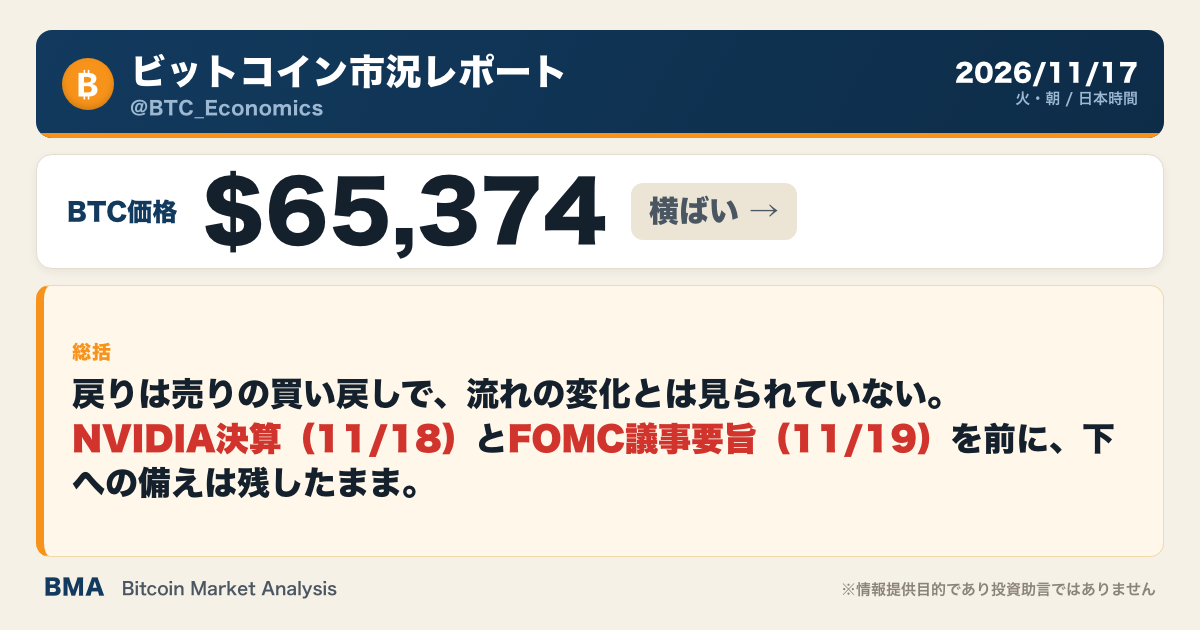 ビットコイン市況レポート
@BTC_Economics
2026/11/17
火・朝 / 日本時間
BTC価格 $65,374 横ばい →
総括
戻りは売りの買い戻しで、流れの変化とは見られていない。
NVIDIA決算（11/18）とFOMC議事要旨（11/19）を前に、下
への備えは残したまま。
BMA Bitcoin Market Analysis
※情報提供目的であり投資助言ではありません